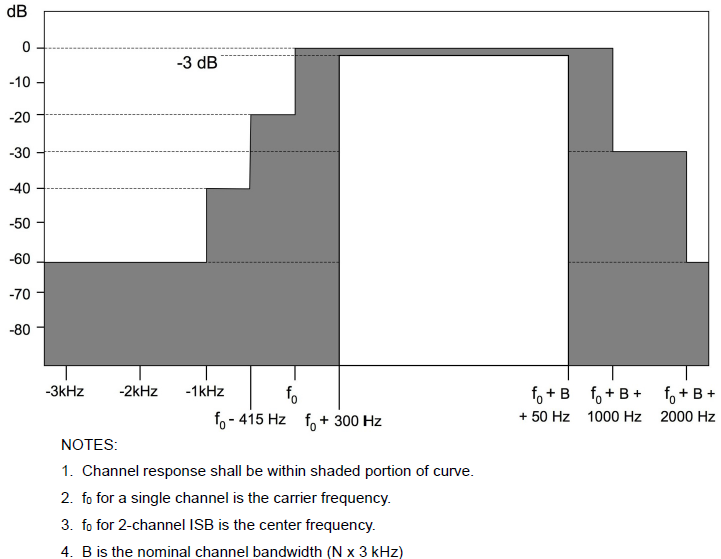 dB
0
-3 dB
-10
-20
-30
-40
-50
-60
-70
-80
-3kHz -2kHz -1kHz f₀ f₀ + B f₀ + B + f₀ + B +
f₀ - 415 Hz f₀ + 300 Hz + 50 Hz 1000 Hz 2000 Hz
NOTES:
1. Channel response shall be within shaded portion of curve.
2. f₀ for a single channel is the carrier frequency.
3. f₀ for 2-channel ISB is the center frequency.
4. B is the nominal channel bandwidth (N x 3 kHz)